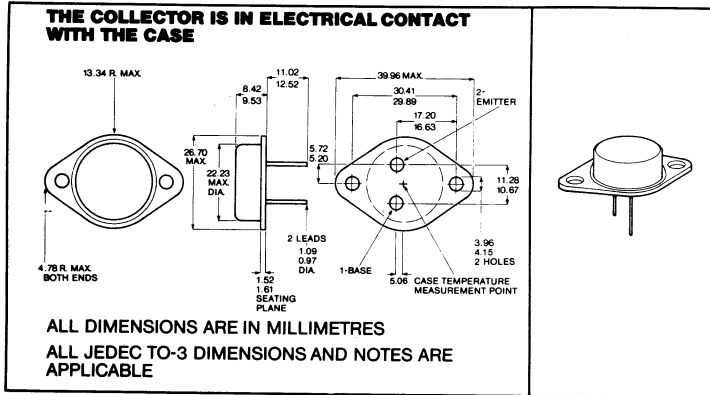 THE COLLECTOR IS IN ELECTRICAL CONTACT
WITH THE CASE
13.34 R. MAX.
8.42
9.53
11.02
12.52
39.96 MAX.
30.41
29.89
2-
EMITTER
17.20
16.63
26.70
MAX.
22.23
MAX.
DIA.
5.72
5.20
11.28
10.67
4.78 R. MAX.
BOTH ENDS
2 LEADS
1.09
0.97
DIA.
1-BASE
3.96
4.15
2 HOLES
1.52
1.61
SEATING
PLANE
5.06
CASE TEMPERATURE
MEASUREMENT POINT
ALL DIMENSIONS ARE IN MILLIMETRES
ALL JEDEC TO-3 DIMENSIONS AND NOTES ARE
APPLICABLE